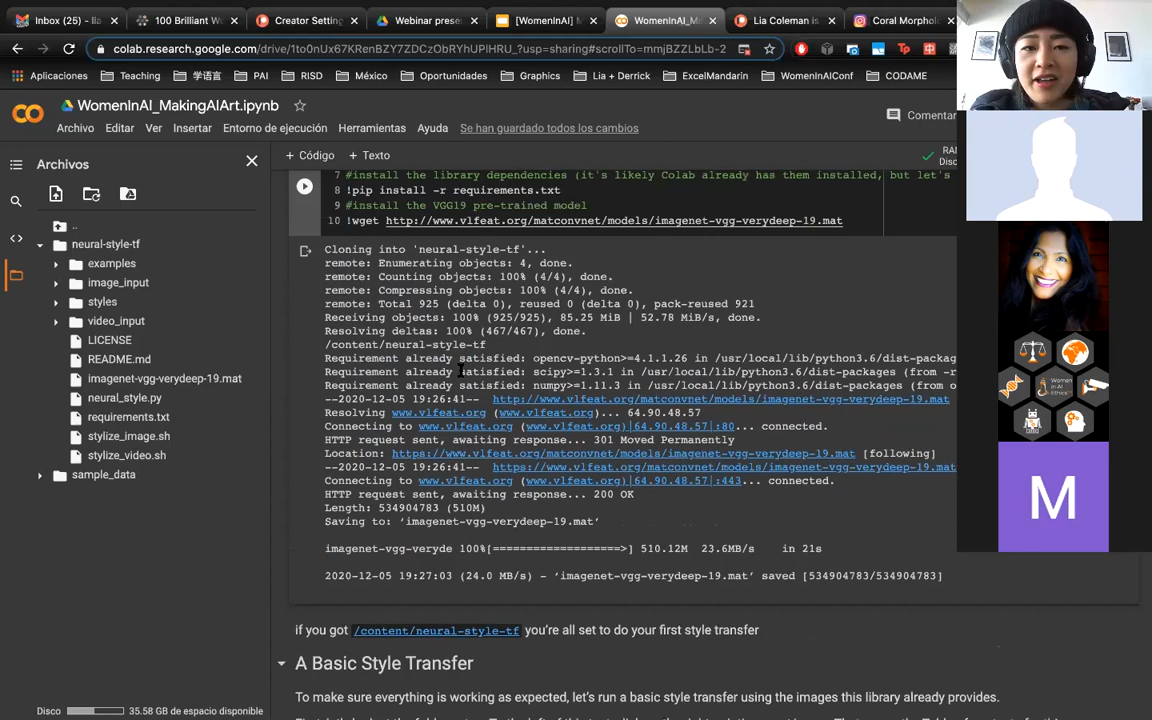 Inbox (25) – l
100 Brilliant Wo
Creator Setting
Webinar prese
[WomenInAI] M
WomenInAI_M
Lia Coleman is
Coral Morpholo
colab.research.google.com/drive/1to0nUx67KRenBZY7ZDCzObRYhUPlHRU_?usp=sharing#scrollTo=mmjBZZLbLb-2
Aplicaciones
Teaching
学语言
PAI
RISD
México
Oportunidades
Graphics
Lia + Derrick
ExcelMandarin
WomenInAIConf
CODAME
WomenInAI_MakingAIArt.ipynb
Archivo Editar Ver Insertar Entorno de ejecución Herramientas Ayuda Se han guardado todos los cambios
Comentar
Archivos
+ Código + Texto
RA
Disc
..
neural-style-tf
examples
image_input
styles
video_input
LICENSE
README.md
imagenet-vgg-verydeep-19.mat
neural_style.py
requirements.txt
stylize_image.sh
stylize_video.sh
sample_data
Disco 35.58 GB de espacio disponible
7 #install the library dependencies (it's likely Colab already has them installed, but let's
8 !pip install -r requirements.txt
9 #install the VGG19 pre-trained model
10 !wget http://www.vlfeat.org/matconvnet/models/imagenet-vgg-verydeep-19.mat
Cloning into 'neural-style-tf'...
remote: Enumerating objects: 4, done.
remote: Counting objects: 100% (4/4), done.
remote: Compressing objects: 100% (4/4), done.
remote: Total 925 (delta 0), reused 0 (delta 0), pack-reused 921
Receiving objects: 100% (925/925), 85.25 MiB | 52.78 MiB/s, done.
Resolving deltas: 100% (467/467), done.
/content/neural-style-tf
Requirement already satisfied: opencv-python>=4.1.1.26 in /usr/local/lib/python3.6/dist-packag
Requirement already satisfied: scipy>=1.3.1 in /usr/local/lib/python3.6/dist-packages (from -r
Requirement already satisfied: numpy>=1.11.3 in /usr/local/lib/python3.6/dist-packages (from o
--2020-12-05 19:26:41-- http://www.vlfeat.org/matconvnet/models/imagenet-vgg-verydeep-19.mat
Resolving www.vlfeat.org (www.vlfeat.org)... 64.90.48.57
Connecting to www.vlfeat.org (www.vlfeat.org)|64.90.48.57|:80... connected.
HTTP request sent, awaiting response... 301 Moved Permanently
Location: https://www.vlfeat.org/matconvnet/models/imagenet-vgg-verydeep-19.mat [following]
--2020-12-05 19:26:41-- https://www.vlfeat.org/matconvnet/models/imagenet-vgg-verydeep-19.mat
Connecting to www.vlfeat.org (www.vlfeat.org)|64.90.48.57|:443... connected.
HTTP request sent, awaiting response... 200 OK
Length: 534904783 (510M)
Saving to: ‘imagenet-vgg-verydeep-19.mat’
imagenet-vgg-veryde 100%[===================>] 510.12M 23.6MB/s in 21s
2020-12-05 19:27:03 (24.0 MB/s) - ‘imagenet-vgg-verydeep-19.mat’ saved [534904783/534904783]
if you got /content/neural-style-tf you’re all set to do your first style transfer
A Basic Style Transfer
To make sure everything is working as expected, let’s run a basic style transfer using the images this library already provides.
Women in AI Ethics
M